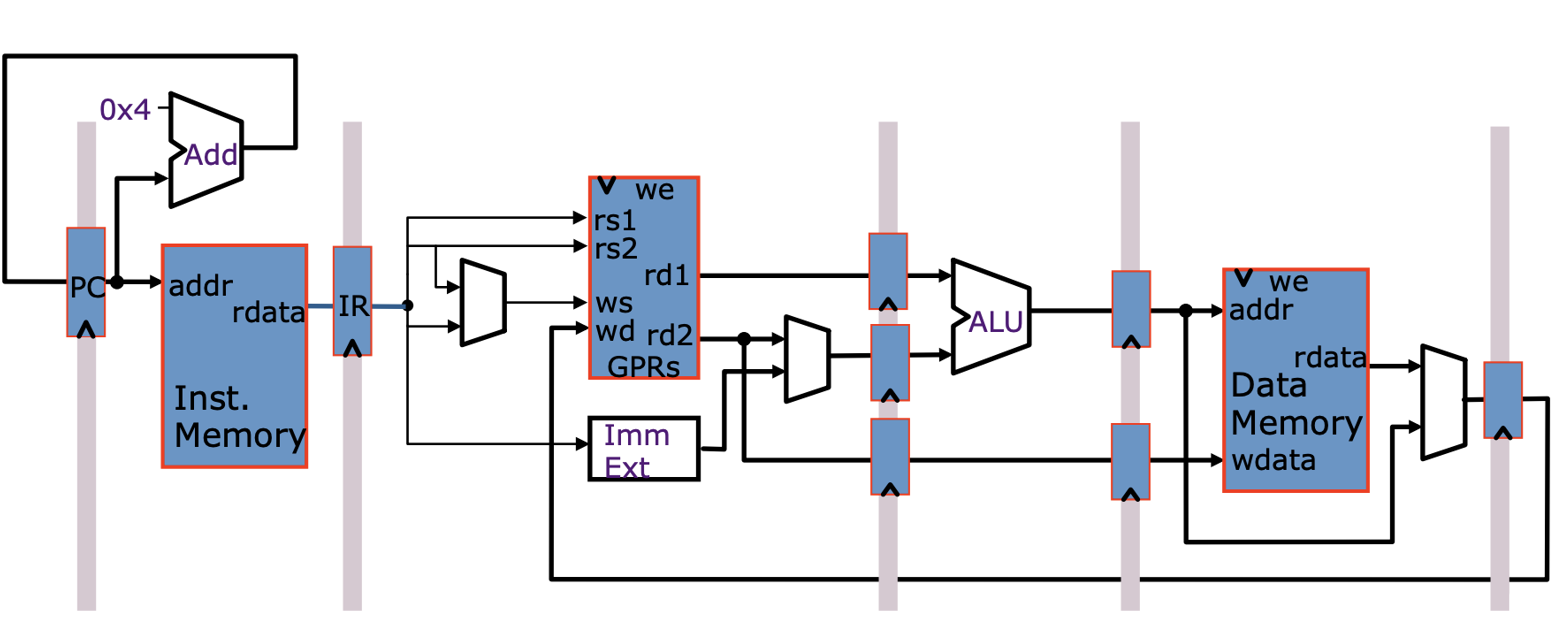 0x4
Add
PC
addr
rdata
Inst.
Memory
IR
we
rs1
rs2
rd1
ws
wd
rd2
GPRs
Imm
Ext
ALU
we
addr
rdata
Data
Memory
wdata